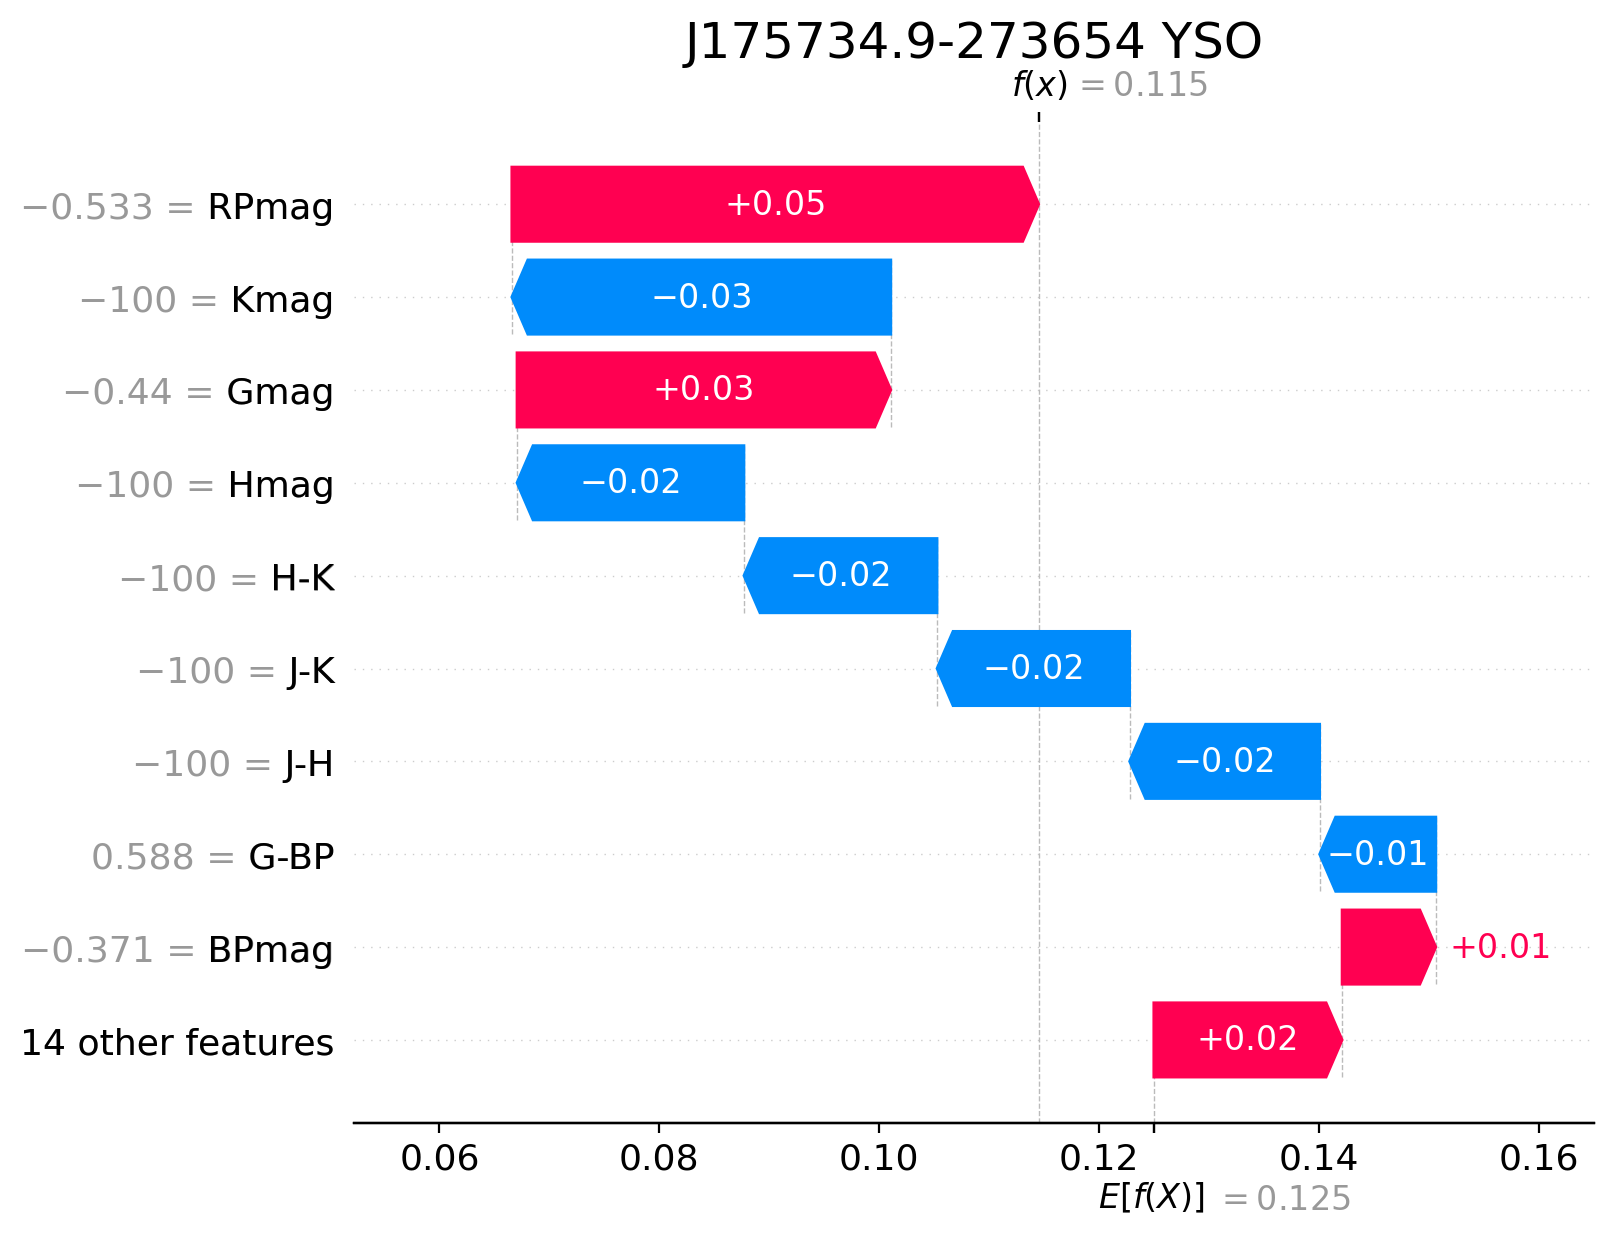 J175734.9-273654 YSO
f(x) = 0.115
−0.533 = RPmag +0.05
−100 = Kmag −0.03
−0.44 = Gmag +0.03
−100 = Hmag −0.02
−100 = H-K −0.02
−100 = J-K −0.02
−100 = J-H −0.02
0.588 = G-BP −0.01
−0.371 = BPmag +0.01
14 other features +0.02
0.06 0.08 0.10 0.12 0.14 0.16
E[f(X)] = 0.125